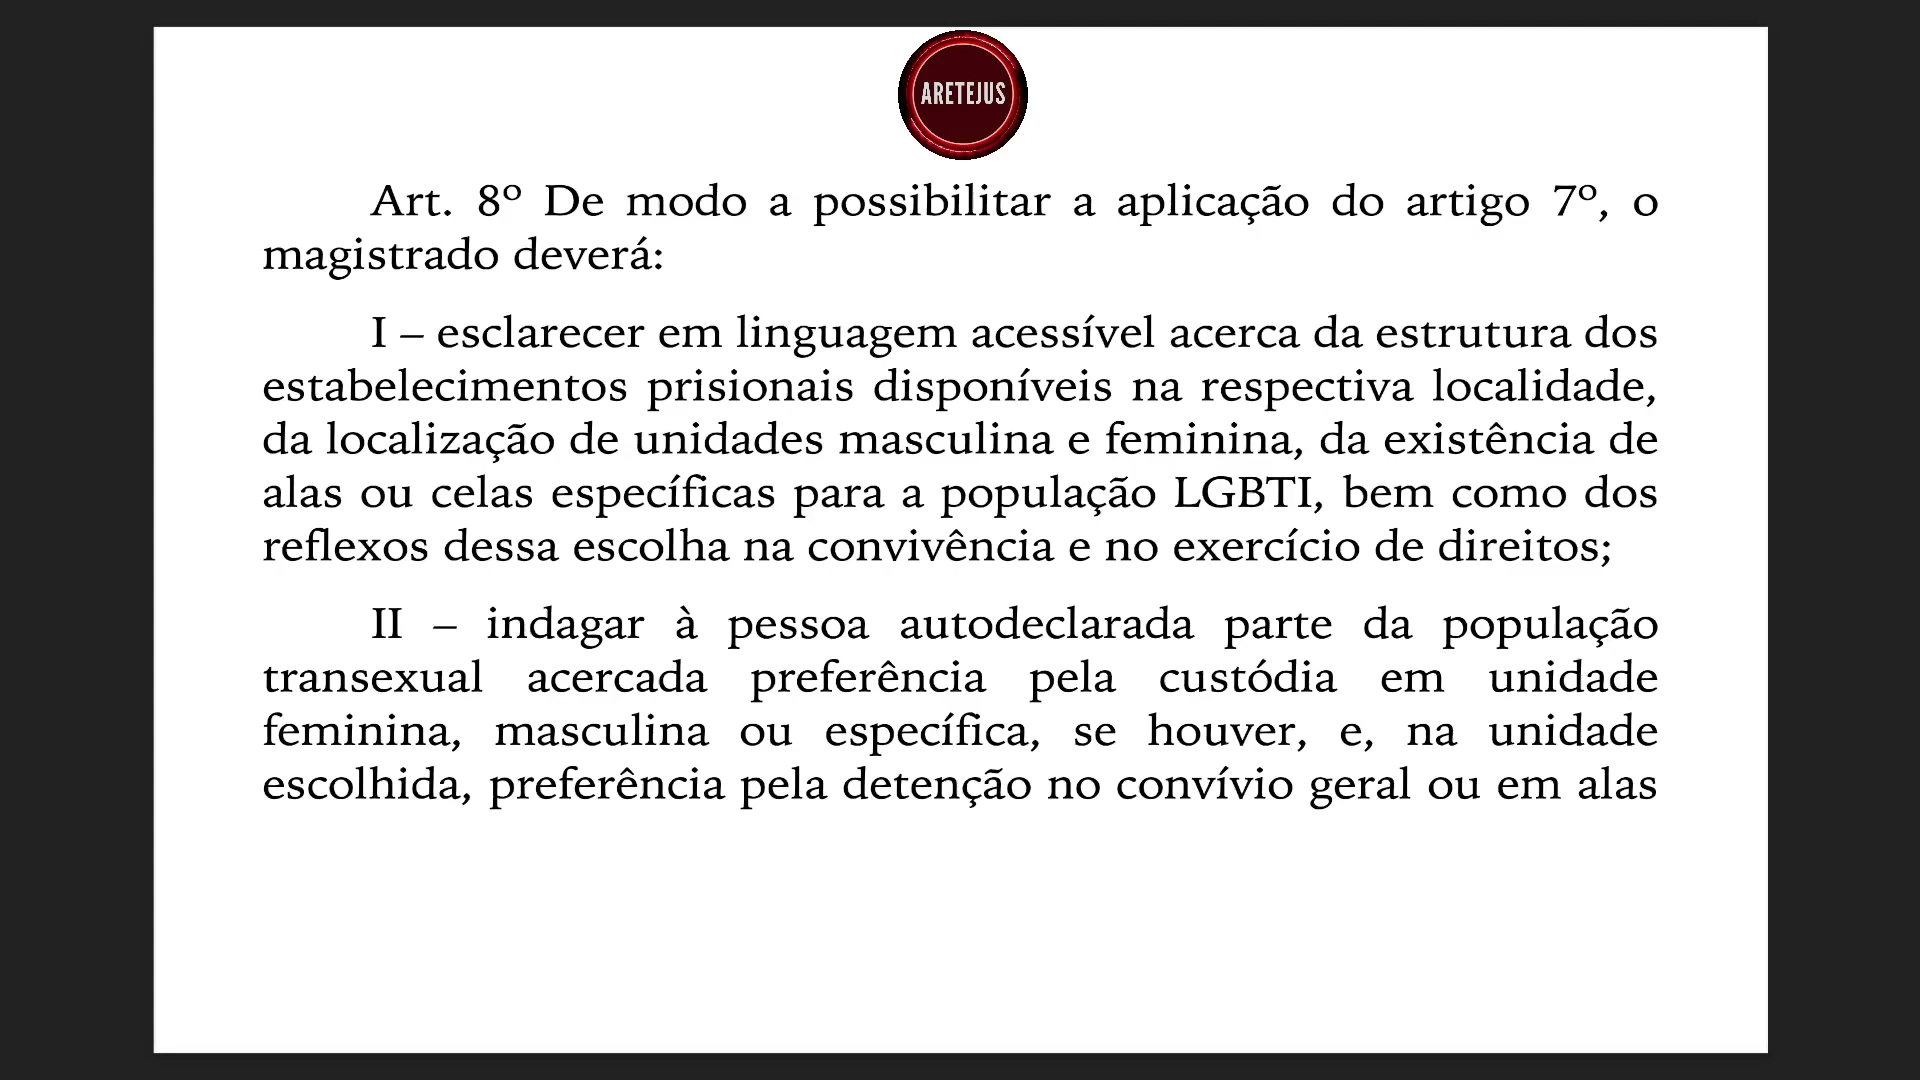 ARETEJUS
Art. 8º De modo a possibilitar a aplicação do artigo 7º, o
magistrado deverá:
I – esclarecer em linguagem acessível acerca da estrutura dos
estabelecimentos prisionais disponíveis na respectiva localidade,
da localização de unidades masculina e feminina, da existência de
alas ou celas específicas para a população LGBTI, bem como dos
reflexos dessa escolha na convivência e no exercício de direitos;
II – indagar à pessoa autodeclarada parte da população
transexual acercada preferência pela custódia em unidade
feminina, masculina ou específica, se houver, e, na unidade
escolhida, preferência pela detenção no convívio geral ou em alas